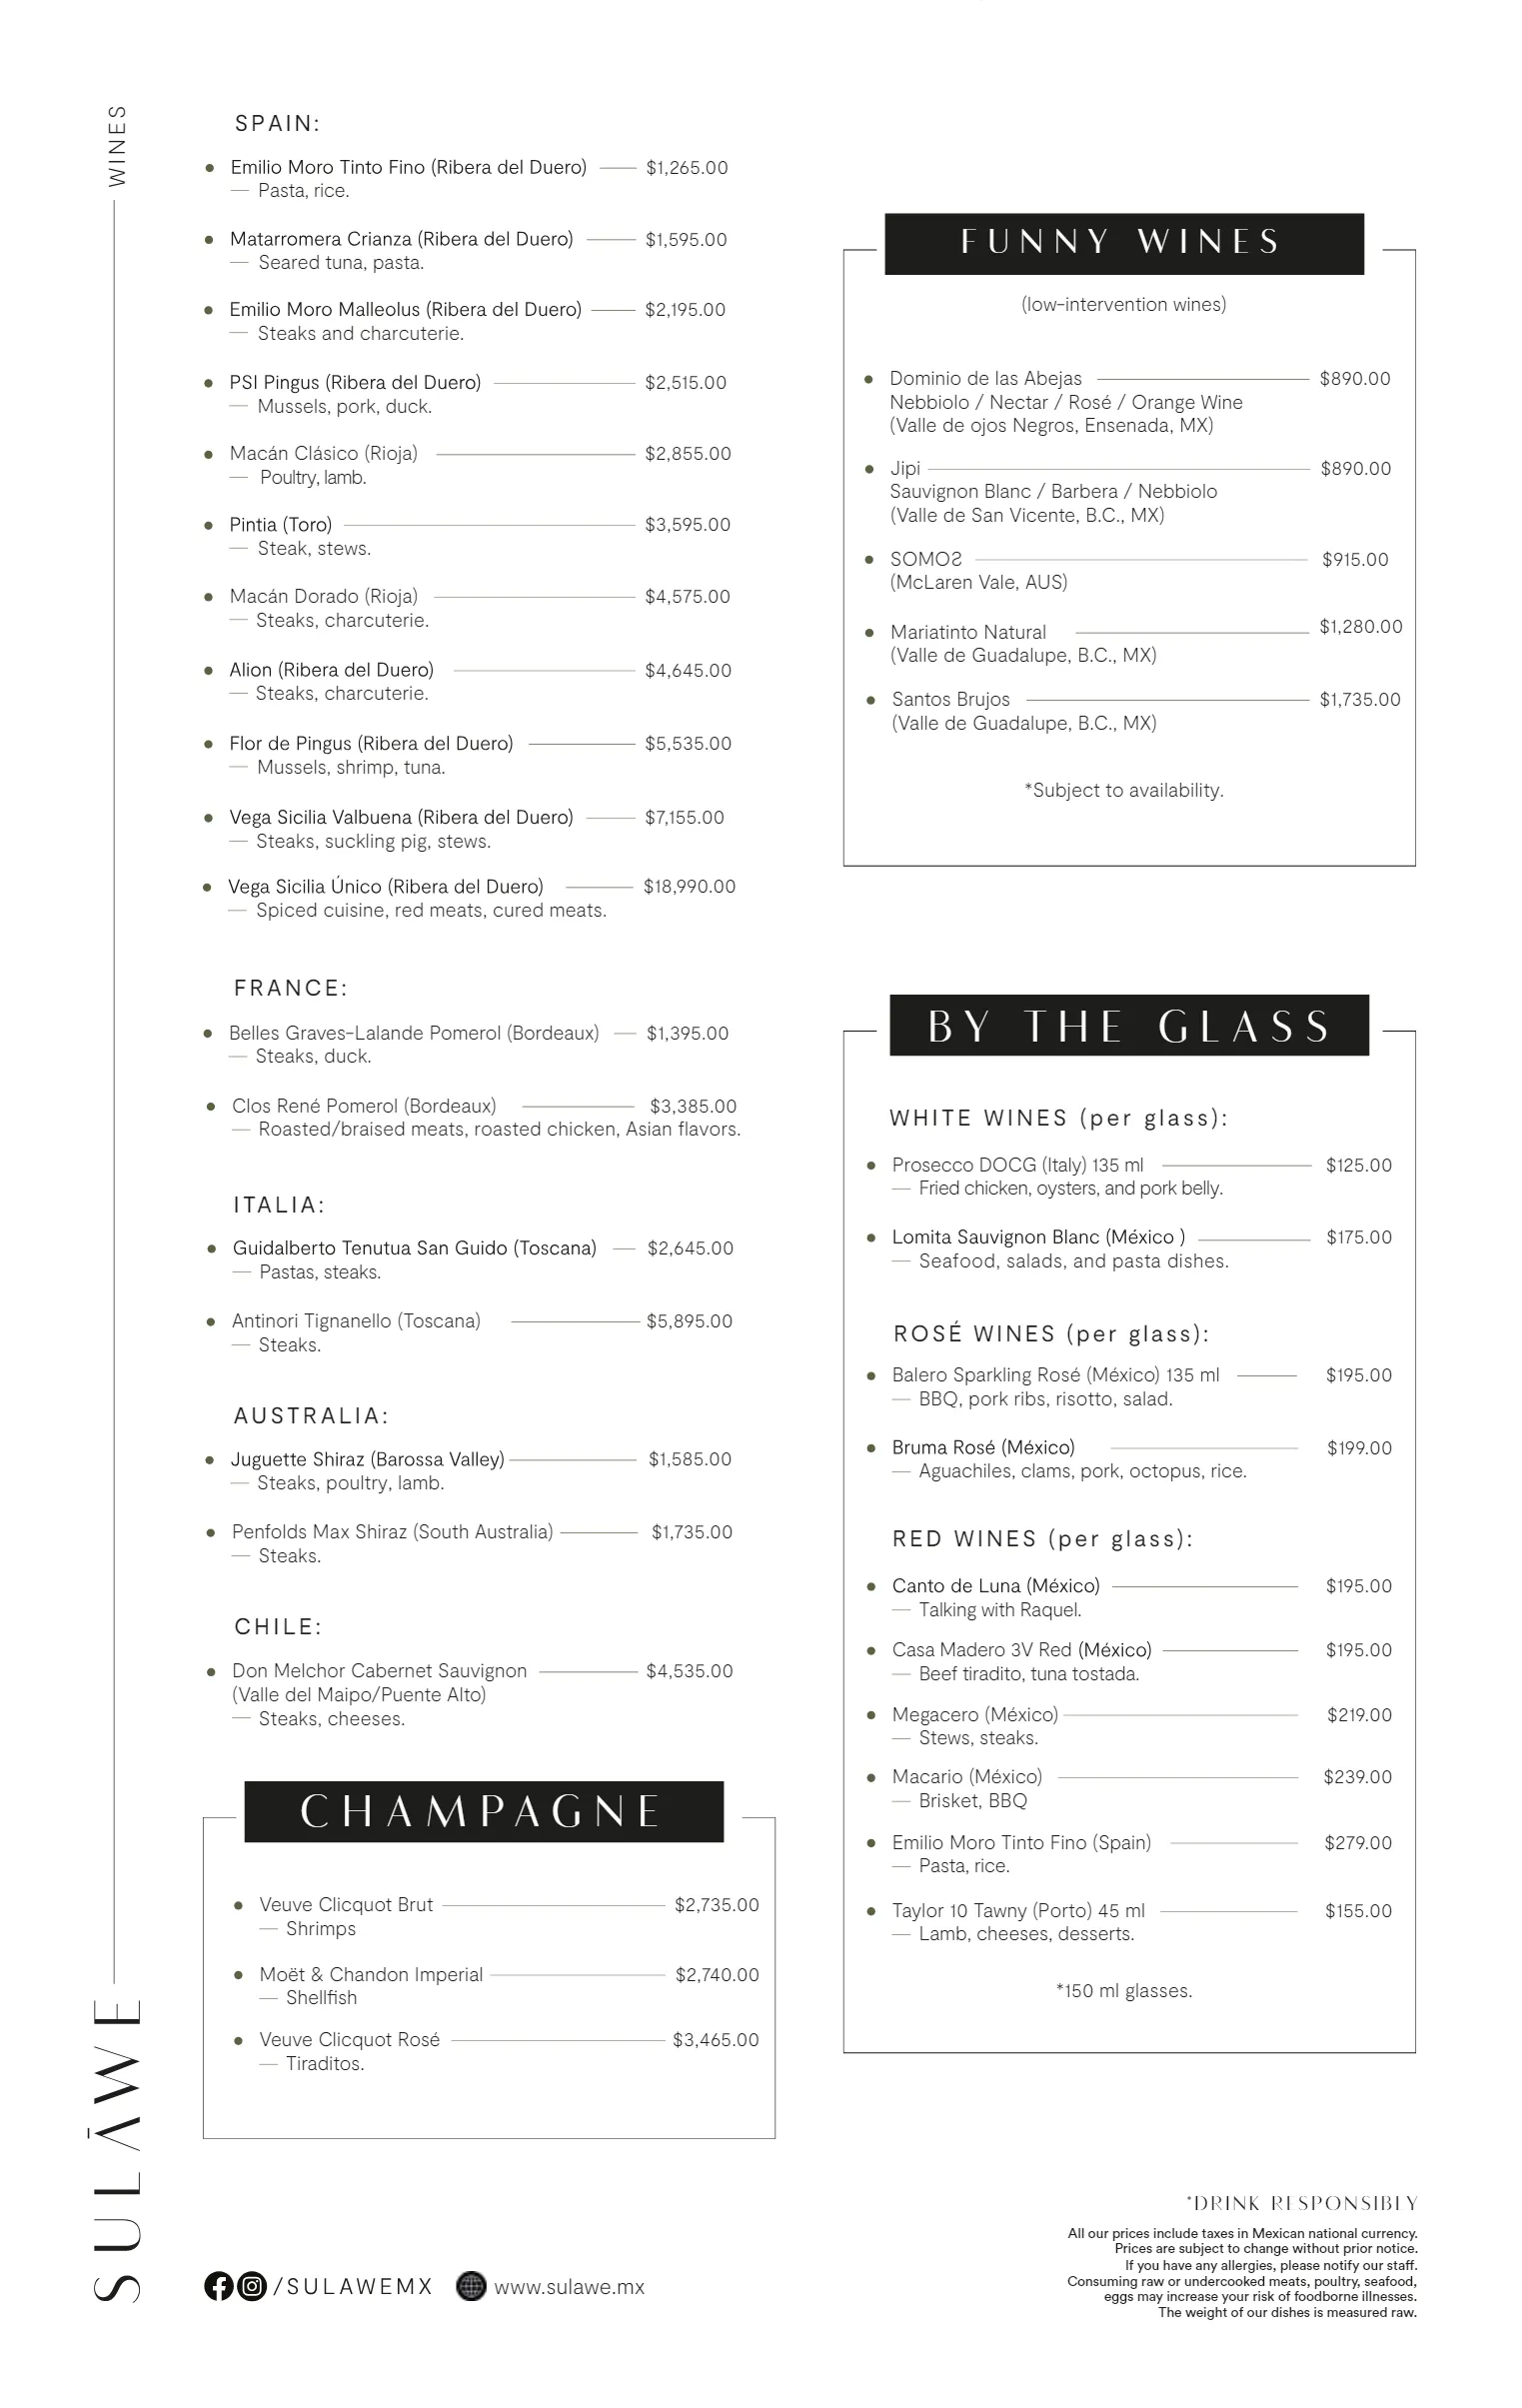 WINES
SPAIN:
Emilio Moro Tinto Fino (Ribera del Duero) $1,265.00
— Pasta, rice.
Matarromera Crianza (Ribera del Duero) $1,595.00
— Seared tuna, pasta.
Emilio Moro Malleolus (Ribera del Duero) $2,195.00
— Steaks and charcuterie.
PSI Pingus (Ribera del Duero) $2,515.00
— Mussels, pork, duck.
Macán Clásico (Rioja) $2,855.00
— Poultry, lamb.
Pintia (Toro) $3,595.00
— Steak, stews.
Macán Dorado (Rioja) $4,575.00
— Steaks, charcuterie.
Alion (Ribera del Duero) $4,645.00
— Steaks, charcuterie.
Flor de Pingus (Ribera del Duero) $5,535.00
— Mussels, shrimp, tuna.
Vega Sicilia Valbuena (Ribera del Duero) $7,155.00
— Steaks, suckling pig, stews.
Vega Sicilia Único (Ribera del Duero) $18,990.00
— Spiced cuisine, red meats, cured meats.
FRANCE:
Belles Graves-Lalande Pomerol (Bordeaux) $1,395.00
— Steaks, duck.
Clos René Pomerol (Bordeaux) $3,385.00
— Roasted/braised meats, roasted chicken, Asian flavors.
ITALIA:
Guidalberto Tenutua San Guido (Toscana) $2,645.00
— Pastas, steaks.
Antinori Tignanello (Toscana) $5,895.00
— Steaks.
AUSTRALIA:
Juguette Shiraz (Barossa Valley) $1,585.00
— Steaks, poultry, lamb.
Penfolds Max Shiraz (South Australia) $1,735.00
— Steaks.
CHILE:
Don Melchor Cabernet Sauvignon $4,535.00
(Valle del Maipo/Puente Alto)
— Steaks, cheeses.
CHAMPAGNE
Veuve Clicquot Brut $2,735.00
— Shrimps
Moët & Chandon Imperial $2,740.00
— Shellfish
Veuve Clicquot Rosé $3,465.00
— Tiraditos.
FUNNY WINES
(low-intervention wines)
Dominio de las Abejas $890.00
Nebbiolo / Nectar / Rosé / Orange Wine
(Valle de ojos Negros, Ensenada, MX)
Jipi $890.00
Sauvignon Blanc / Barbera / Nebbiolo
(Valle de San Vicente, B.C., MX)
SOMOS $915.00
(McLaren Vale, AUS)
Mariatinto Natural $1,280.00
(Valle de Guadalupe, B.C., MX)
Santos Brujos $1,735.00
(Valle de Guadalupe, B.C., MX)
*Subject to availability.
BY THE GLASS
WHITE WINES (per glass):
Prosecco DOCG (Italy) 135 ml $125.00
— Fried chicken, oysters, and pork belly.
Lomita Sauvignon Blanc (México ) $175.00
— Seafood, salads, and pasta dishes.
ROSÉ WINES (per glass):
Balero Sparkling Rosé (México) 135 ml $195.00
— BBQ, pork ribs, risotto, salad.
Bruma Rosé (México) $199.00
— Aguachiles, clams, pork, octopus, rice.
RED WINES (per glass):
Canto de Luna (México) $195.00
— Talking with Raquel.
Casa Madero 3V Red (México) $195.00
— Beef tiradito, tuna tostada.
Megacero (México) $219.00
— Stews, steaks.
Macario (México) $239.00
— Brisket, BBQ
Emilio Moro Tinto Fino (Spain) $279.00
— Pasta, rice.
Taylor 10 Tawny (Porto) 45 ml $155.00
— Lamb, cheeses, desserts.
*150 ml glasses.
SULĀWE
/SULAWEMX www.sulawe.mx
*DRINK RESPONSIBLY
All our prices include taxes in Mexican national currency.
Prices are subject to change without prior notice.
If you have any allergies, please notify our staff.
Consuming raw or undercooked meats, poultry, seafood,
eggs may increase your risk of foodborne illnesses.
The weight of our dishes is measured raw.